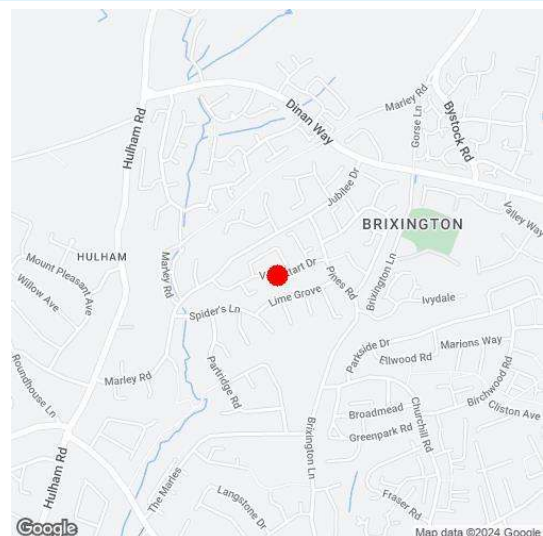 Hulham Rd
Dinan Way
Marley Rd
Gorse Ln
Bystock Rd
Jubilee Dr
Valley Way
BRIXINGTON
HULHAM
Mount Pleasant Ave
Willow Ave
Marley Rd
tart Dr
Pines Rd
Brixington Ln
Lime Grove
Ivydale
Spider's Ln
Parkside Dr
Marions Way
Ellwood Rd
Roundhouse Ln
Marley Rd
Partridge Rd
Birchwood Rd
Broadmead
Churchill Rd
Cliston Ave
Greenpark Rd
Brixington Ln
Hulham Rd
The Marles
Langstone Dr
Fraser Rd
Google
Map data ©2024 Google